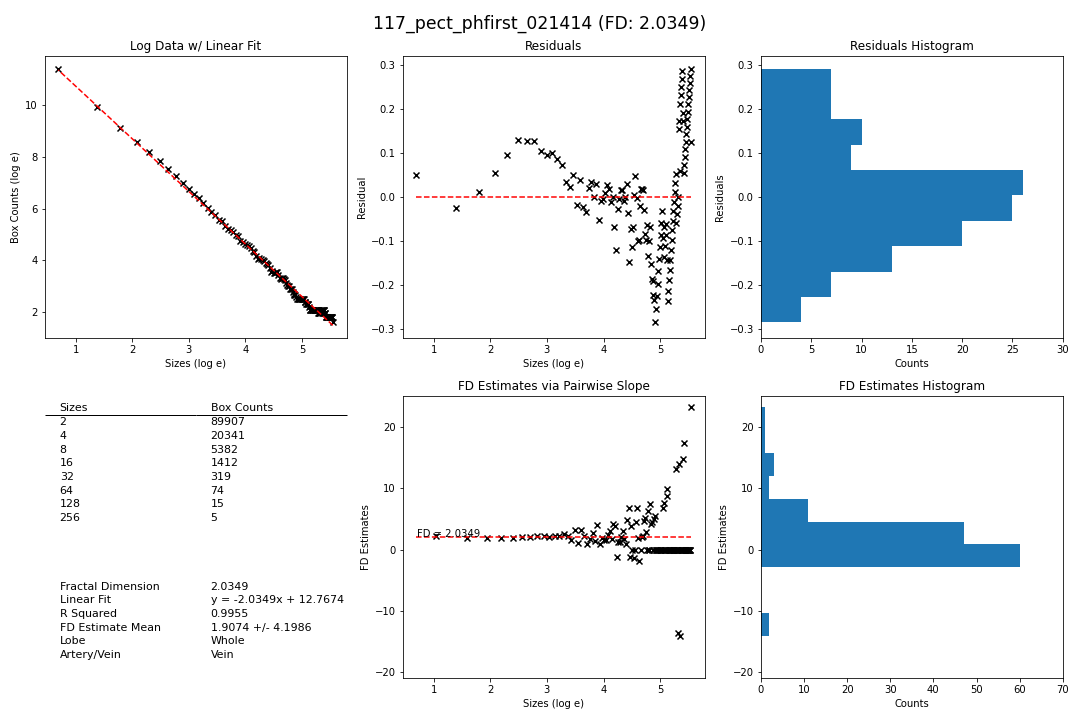 117_pect_phfirst_021414 (FD: 2.0349)
Log Data w/ Linear Fit
Box Counts (log e)
10
8
6
4
2
1 2 3 4 5
Sizes (log e)
Residuals
Residual
0.3
0.2
0.1
0.0
−0.1
−0.2
−0.3
1 2 3 4 5
Sizes (log e)
Residuals Histogram
Residuals
0.3
0.2
0.1
0.0
−0.1
−0.2
−0.3
0 5 10 15 20 25 30
Counts
Sizes Box Counts
2 89907
4 20341
8 5382
16 1412
32 319
64 74
128 15
256 5
Fractal Dimension 2.0349
Linear Fit y = -2.0349x + 12.7674
R Squared 0.9955
FD Estimate Mean 1.9074 +/- 4.1986
Lobe Whole
Artery/Vein Vein
FD Estimates via Pairwise Slope
FD Estimates
20
10
0
−10
−20
FD = 2.0349
1 2 3 4 5
Sizes (log e)
FD Estimates Histogram
FD Estimates
20
10
0
−10
−20
0 10 20 30 40 50 60 70
Counts